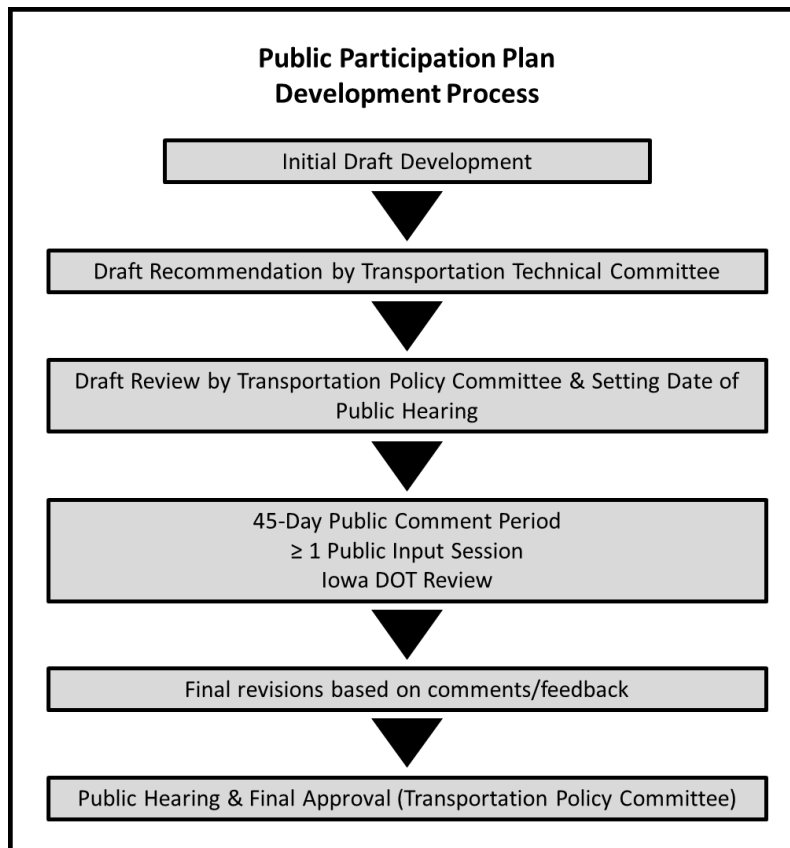 Public Participation Plan
Development Process
Initial Draft Development
Draft Recommendation by Transportation Technical Committee
Draft Review by Transportation Policy Committee & Setting Date of
Public Hearing
45-Day Public Comment Period
≥ 1 Public Input Session
Iowa DOT Review
Final revisions based on comments/feedback
Public Hearing & Final Approval (Transportation Policy Committee)